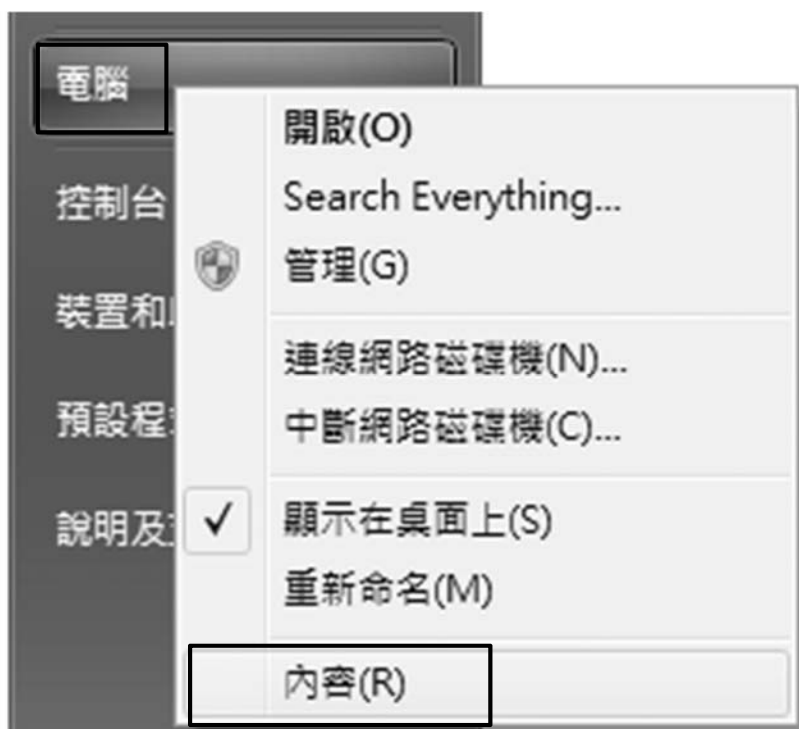 電腦
開啟(O)
Search Everything...
控制台
管理(G)
裝置和
連線網路磁碟機(N)...
預設程
中斷網路磁碟機(C)...
說明及
顯示在桌面上(S)
重新命名(M)
內容(R)